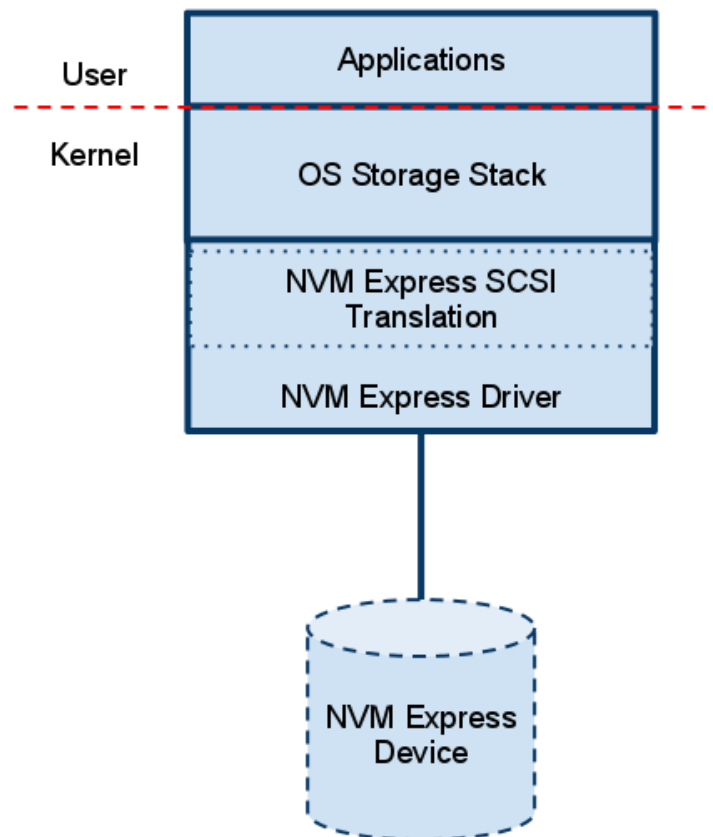 Applications
User
Kernel
OS Storage Stack
NVM Express SCSI
Translation
NVM Express Driver
NVM Express
Device